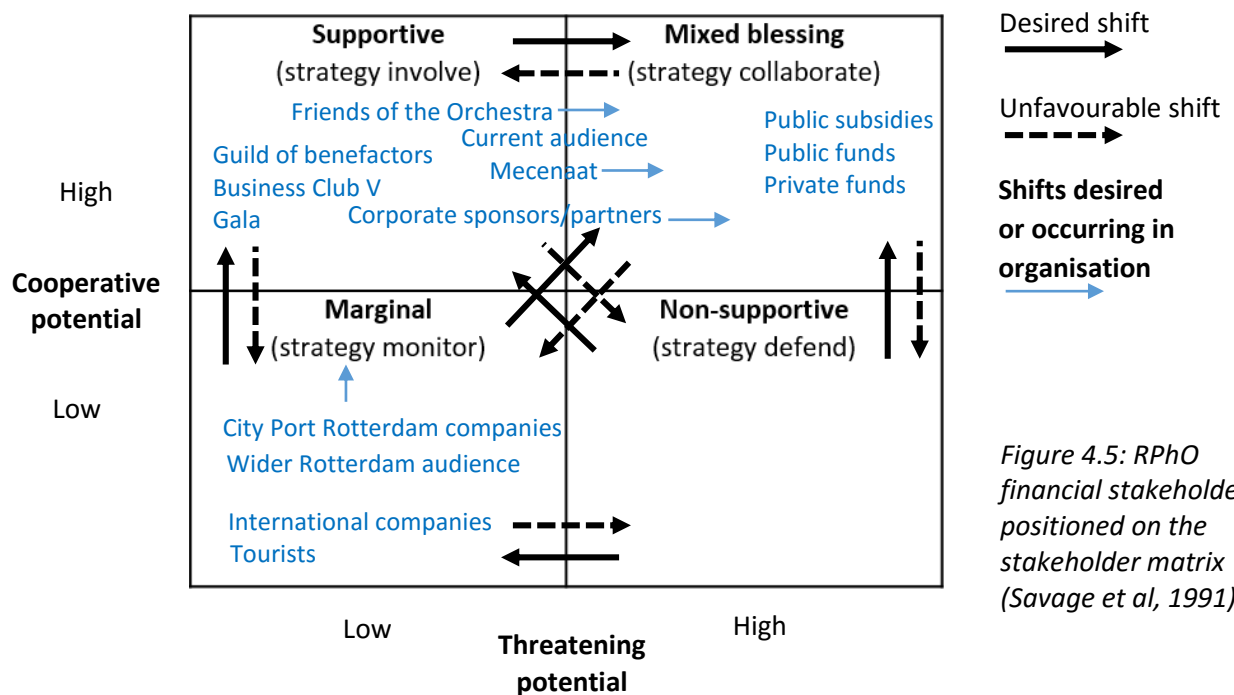 Supportive
(strategy involve)
Mixed blessing
(strategy collaborate)
Friends of the Orchestra
Current audience
Mecenaat
Corporate sponsors/partners
Guild of benefactors
Business Club V
Gala
Public subsidies
Public funds
Private funds
High
Cooperative
potential
Low
Marginal
(strategy monitor)
Non-supportive
(strategy defend)
City Port Rotterdam companies
Wider Rotterdam audience
International companies
Tourists
Low
Threatening
potential
High
Desired shift
Unfavourable shift
Shifts desired
or occurring in
organisation
Figure 4.5: RPhO
financial stakeholde
positioned on the
stakeholder matrix
(Savage et al, 1991)